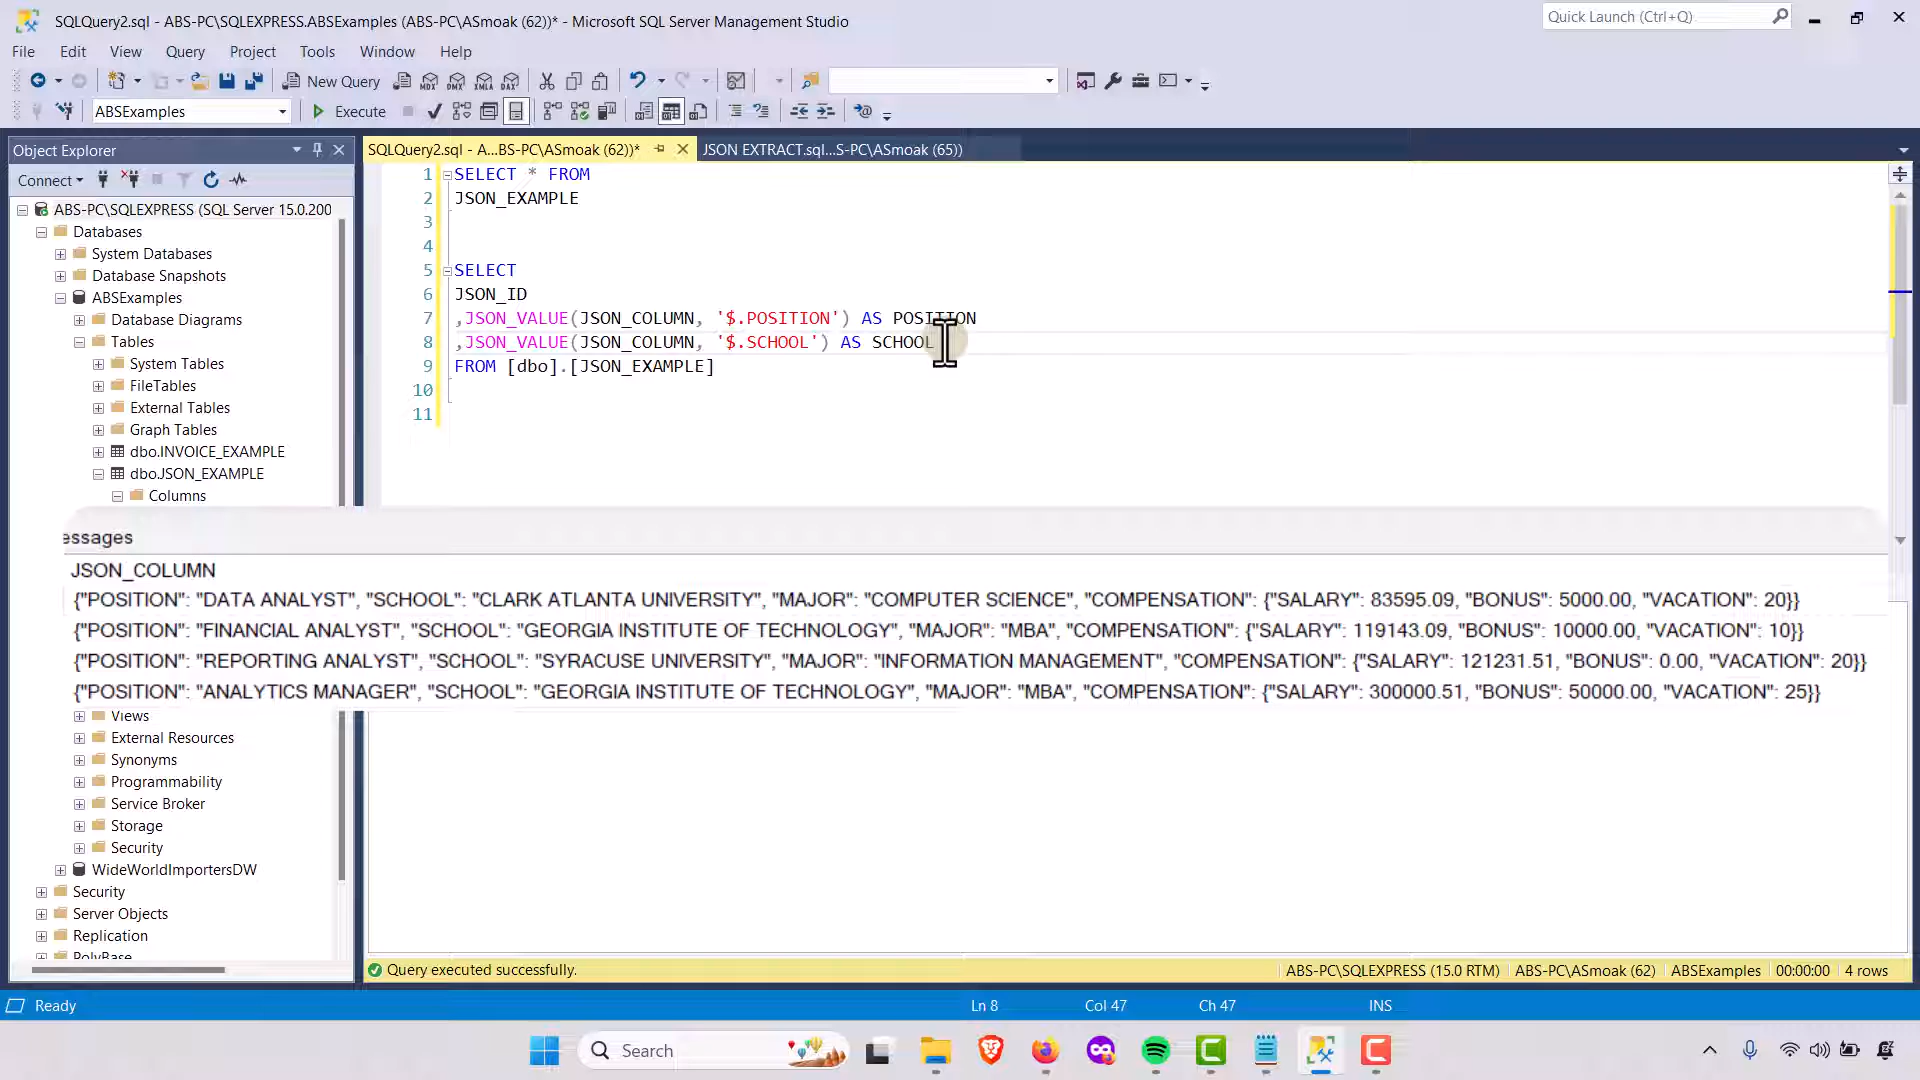 SQLQuery2.sql - ABS-PC\SQLEXPRESS.ABSExamples (ABS-PC\ASmoak (62))* - Microsoft SQL Server Management Studio
Quick Launch (Ctrl+Q)
File Edit View Query Project Tools Window Help
New Query
MDX DMX XMLA DAX
ABSExamples
Execute
Object Explorer
SQLQuery2.sql - A...BS-PC\ASmoak (62))*
JSON EXTRACT.sql...S-PC\ASmoak (65))
Connect
ABS-PC\SQLEXPRESS (SQL Server 15.0.200
Databases
System Databases
Database Snapshots
ABSExamples
Database Diagrams
Tables
System Tables
FileTables
External Tables
Graph Tables
dbo.INVOICE_EXAMPLE
dbo.JSON_EXAMPLE
Columns
1 SELECT * FROM
2 JSON_EXAMPLE
3
4
5 SELECT
6 JSON_ID
7 ,JSON_VALUE(JSON_COLUMN, '$.POSITION') AS POSITION
8 ,JSON_VALUE(JSON_COLUMN, '$.SCHOOL') AS SCHOOL
9 FROM [dbo].[JSON_EXAMPLE]
10
11
essages
JSON_COLUMN
{"POSITION": "DATA ANALYST", "SCHOOL": "CLARK ATLANTA UNIVERSITY", "MAJOR": "COMPUTER SCIENCE", "COMPENSATION": {"SALARY": 83595.09, "BONUS": 5000.00, "VACATION": 20}}
{"POSITION": "FINANCIAL ANALYST", "SCHOOL": "GEORGIA INSTITUTE OF TECHNOLOGY", "MAJOR": "MBA", "COMPENSATION": {"SALARY": 119143.09, "BONUS": 10000.00, "VACATION": 10}}
{"POSITION": "REPORTING ANALYST", "SCHOOL": "SYRACUSE UNIVERSITY", "MAJOR": "INFORMATION MANAGEMENT", "COMPENSATION": {"SALARY": 121231.51, "BONUS": 0.00, "VACATION": 20}}
{"POSITION": "ANALYTICS MANAGER", "SCHOOL": "GEORGIA INSTITUTE OF TECHNOLOGY", "MAJOR": "MBA", "COMPENSATION": {"SALARY": 300000.51, "BONUS": 50000.00, "VACATION": 25}}
Views
External Resources
Synonyms
Programmability
Service Broker
Storage
Security
WideWorldImportersDW
Security
Server Objects
Replication
PolyBase
Query executed successfully.
ABS-PC\SQLEXPRESS (15.0 RTM) ABS-PC\ASmoak (62) ABSExamples 00:00:00 4 rows
Ready
Ln 8 Col 47 Ch 47 INS
Search